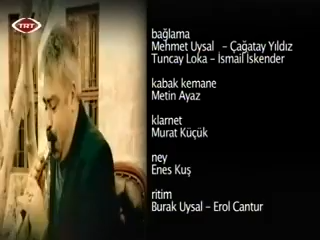 TRT
bağlama
Mehmet Uysal - Çağatay Yıldız
Tuncay Loka - İsmail İskender
kabak kemane
Metin Ayaz
klarnet
Murat Küçük
ney
Enes Kuş
ritim
Burak Uysal - Erol Cantur